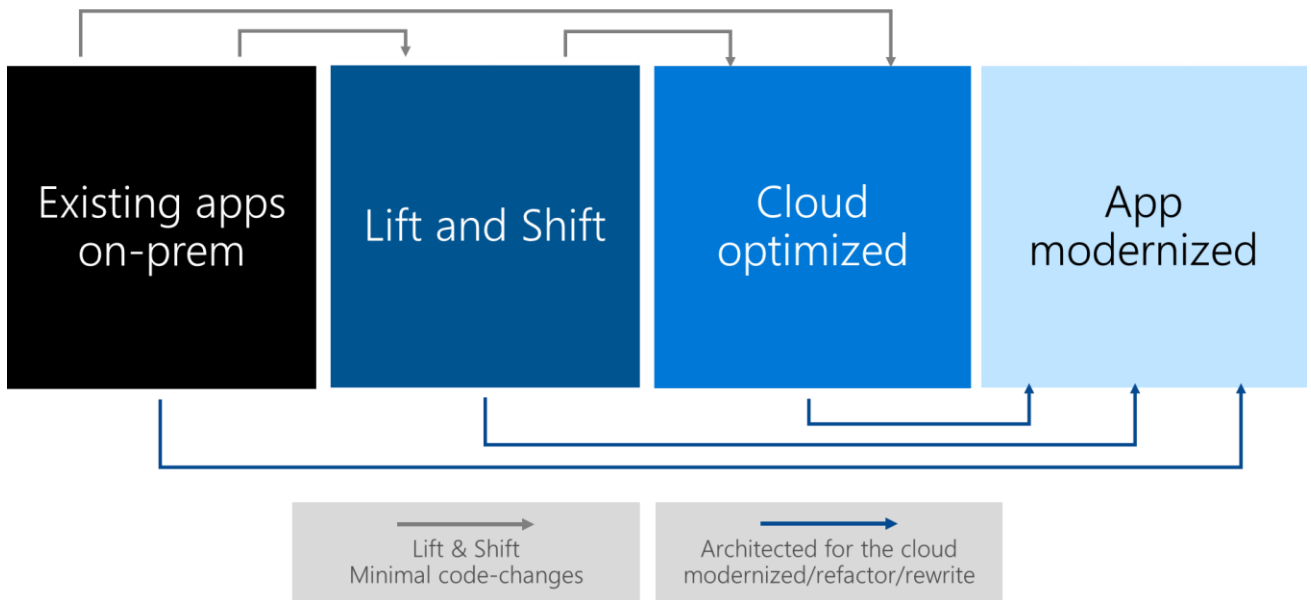 Existing apps
on-prem
Lift and Shift
Cloud
optimized
App
modernized
Lift & Shift
Minimal code-changes
Architected for the cloud
modernized/refactor/rewrite